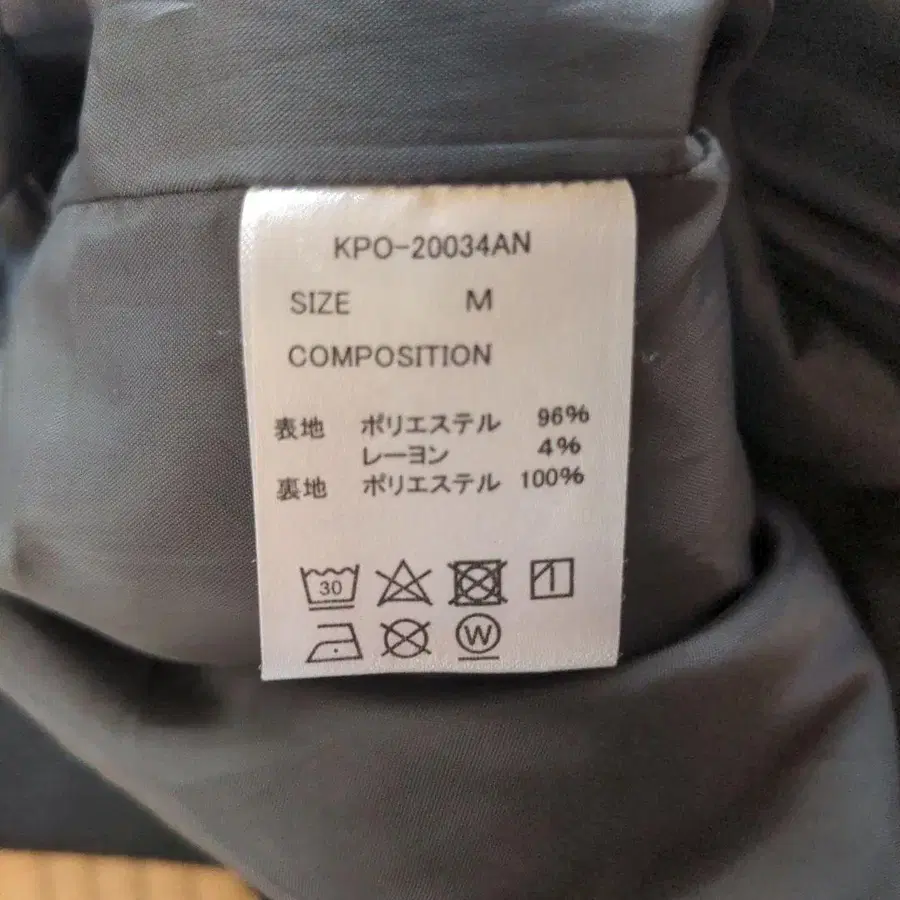 KPO-20034AN
SIZE M
COMPOSITION
表地 ポリエステル 96%
レーヨン 4%
裏地 ポリエステル 100%
30
W